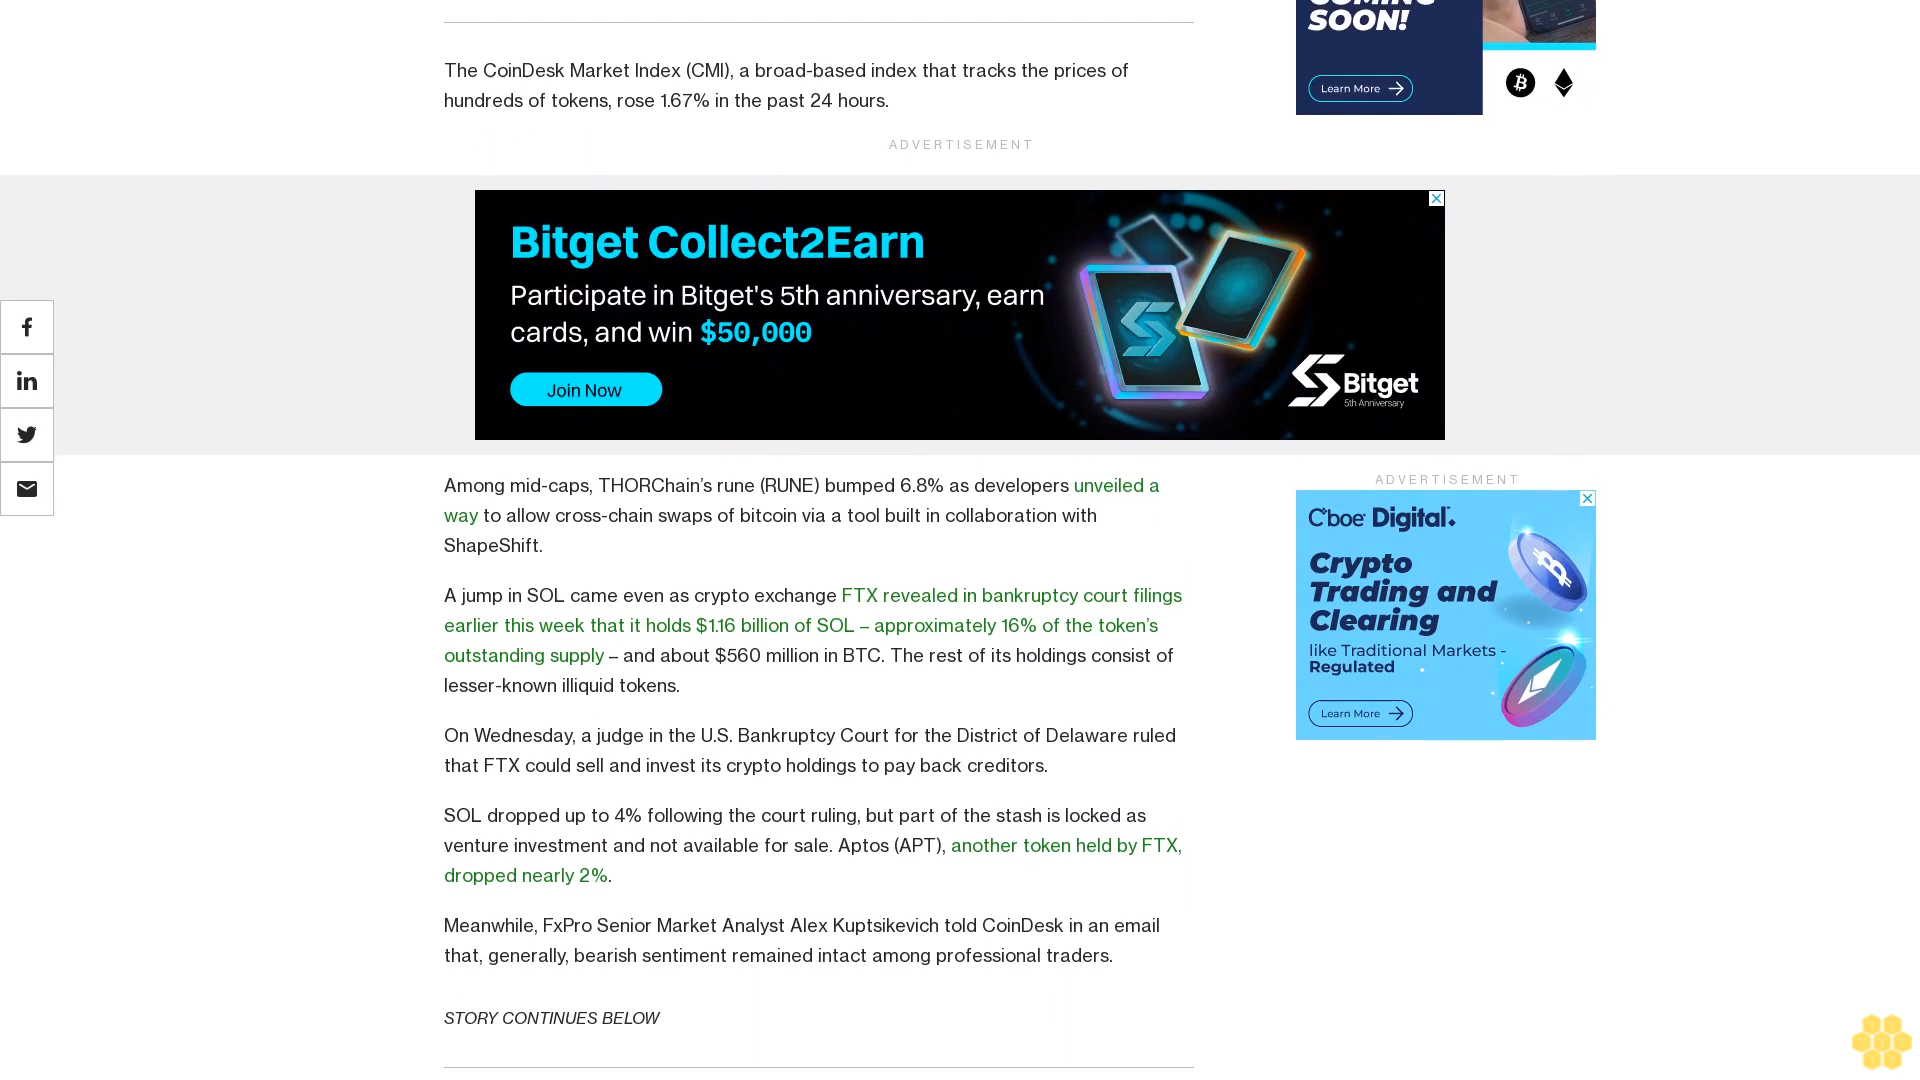 COMING
SOON!
Learn More
The CoinDesk Market Index (CMI), a broad-based index that tracks the prices of
hundreds of tokens, rose 1.67% in the past 24 hours.
ADVERTISEMENT
Bitget Collect2Earn
Participate in Bitget's 5th anniversary, earn
cards, and win $50,000
Join Now
Bitget
5th Anniversary
Among mid-caps, THORChain’s rune (RUNE) bumped 6.8% as developers unveiled a
way to allow cross-chain swaps of bitcoin via a tool built in collaboration with
ShapeShift.
A jump in SOL came even as crypto exchange FTX revealed in bankruptcy court filings
earlier this week that it holds $1.16 billion of SOL – approximately 16% of the token’s
outstanding supply – and about $560 million in BTC. The rest of its holdings consist of
lesser-known illiquid tokens.
On Wednesday, a judge in the U.S. Bankruptcy Court for the District of Delaware ruled
that FTX could sell and invest its crypto holdings to pay back creditors.
SOL dropped up to 4% following the court ruling, but part of the stash is locked as
venture investment and not available for sale. Aptos (APT), another token held by FTX,
dropped nearly 2%.
Meanwhile, FxPro Senior Market Analyst Alex Kuptsikevich told CoinDesk in an email
that, generally, bearish sentiment remained intact among professional traders.
STORY CONTINUES BELOW
ADVERTISEMENT
Cboe Digital
Crypto
Trading and
Clearing
like Traditional Markets -
Regulated
Learn More